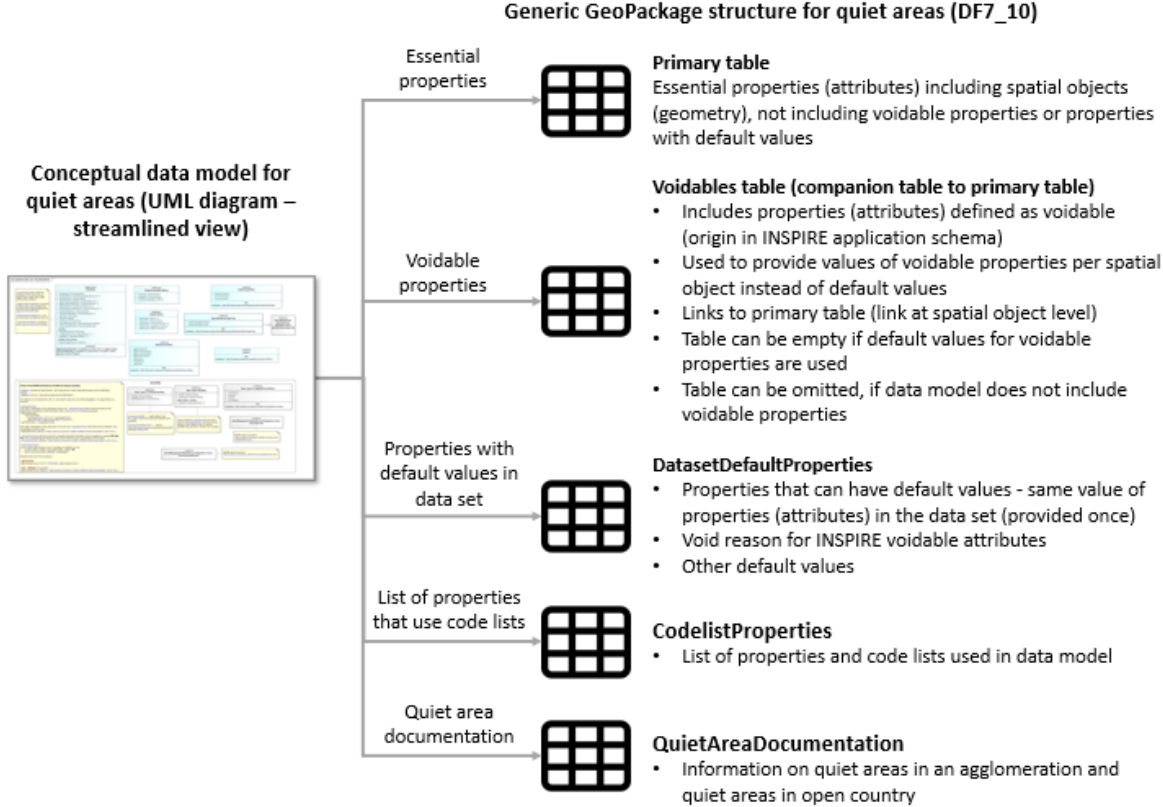 Generic GeoPackage structure for quiet areas (DF7_10)
Conceptual data model for
quiet areas (UML diagram –
streamlined view)
Essential
properties
Primary table
Essential properties (attributes) including spatial objects
(geometry), not including voidable properties or properties
with default values
Voidable
properties
Voidables table (companion table to primary table)
• Includes properties (attributes) defined as voidable
(origin in INSPIRE application schema)
• Used to provide values of voidable properties per spatial
object instead of default values
• Links to primary table (link at spatial object level)
• Table can be empty if default values for voidable
properties are used
• Table can be omitted, if data model does not include
voidable properties
Properties with
default values in
data set
DatasetDefaultProperties
• Properties that can have default values - same value of
properties (attributes) in the data set (provided once)
• Void reason for INSPIRE voidable attributes
• Other default values
List of properties
that use code lists
CodelistProperties
• List of properties and code lists used in data model
Quiet area
documentation
QuietAreaDocumentation
• Information on quiet areas in an agglomeration and
quiet areas in open country